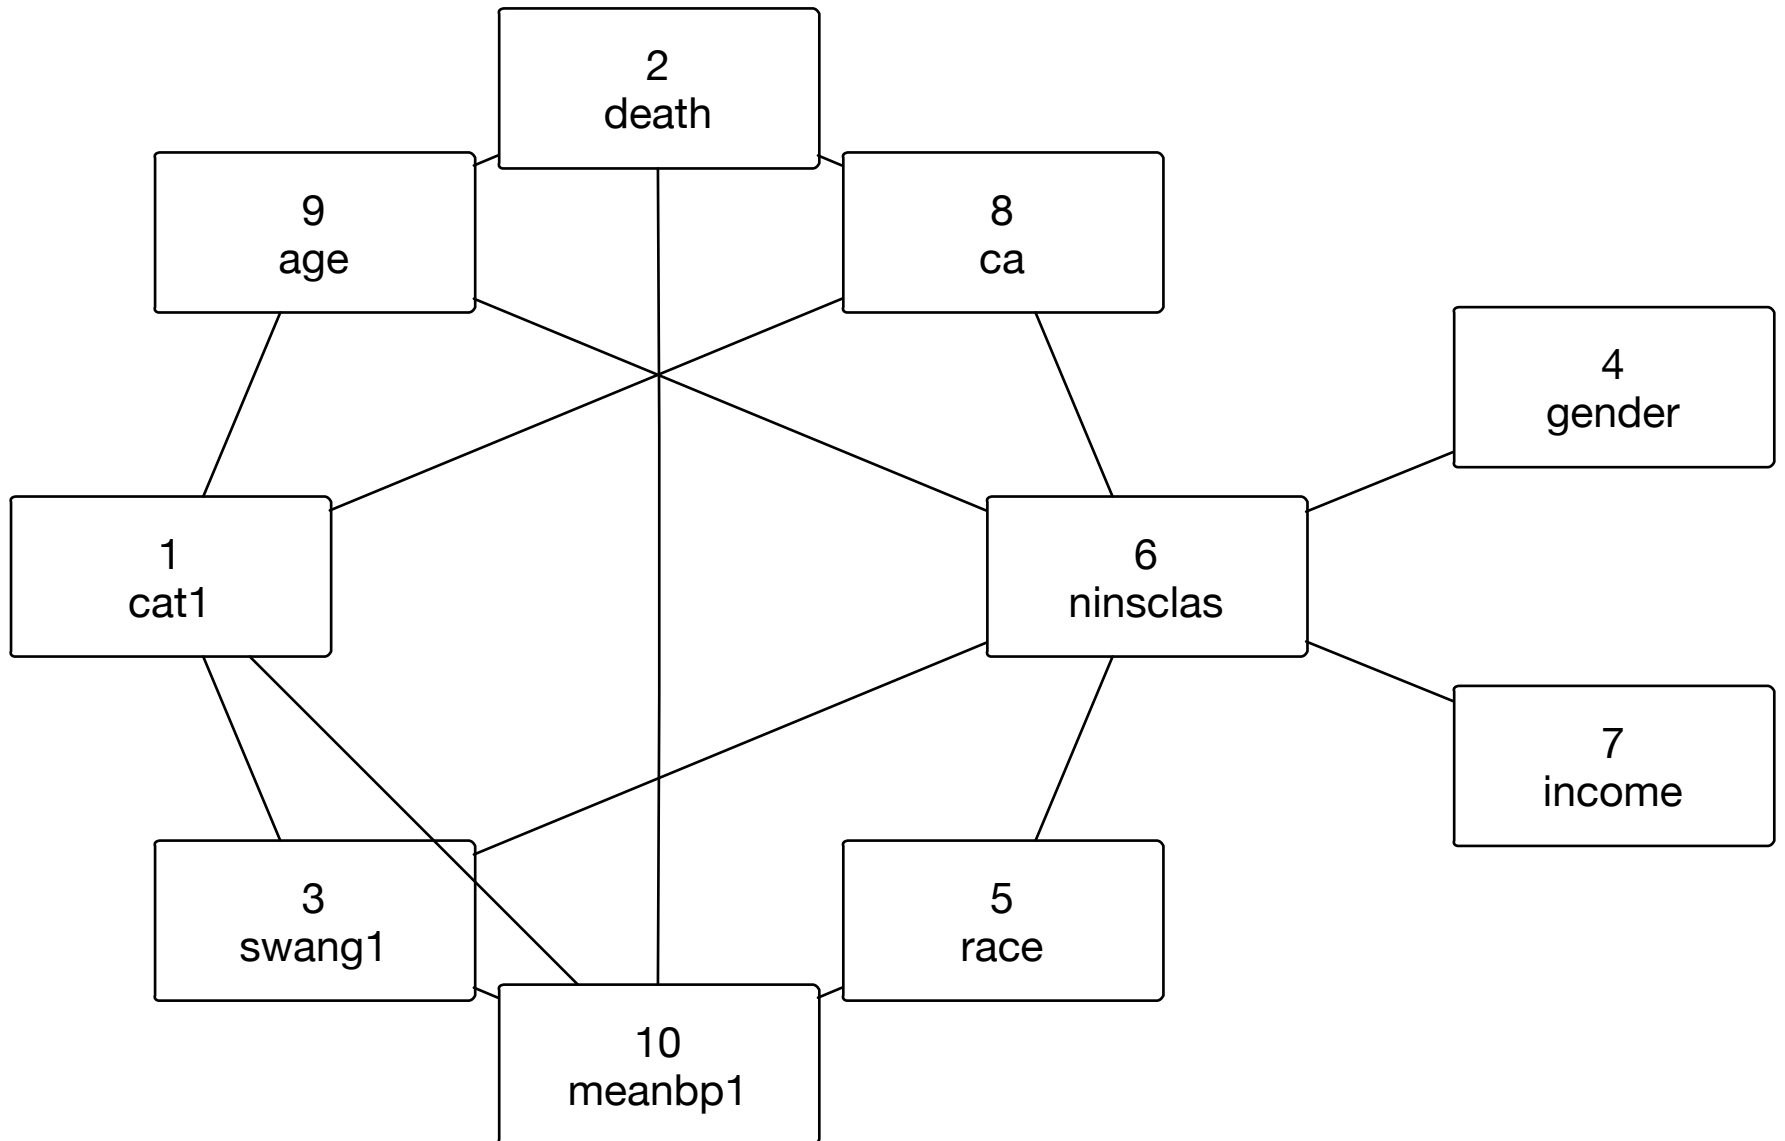 2
death
9
age
8
ca
4
gender
1
cat1
6
ninsclas
7
income
3
swang1
5
race
10
meanbp1